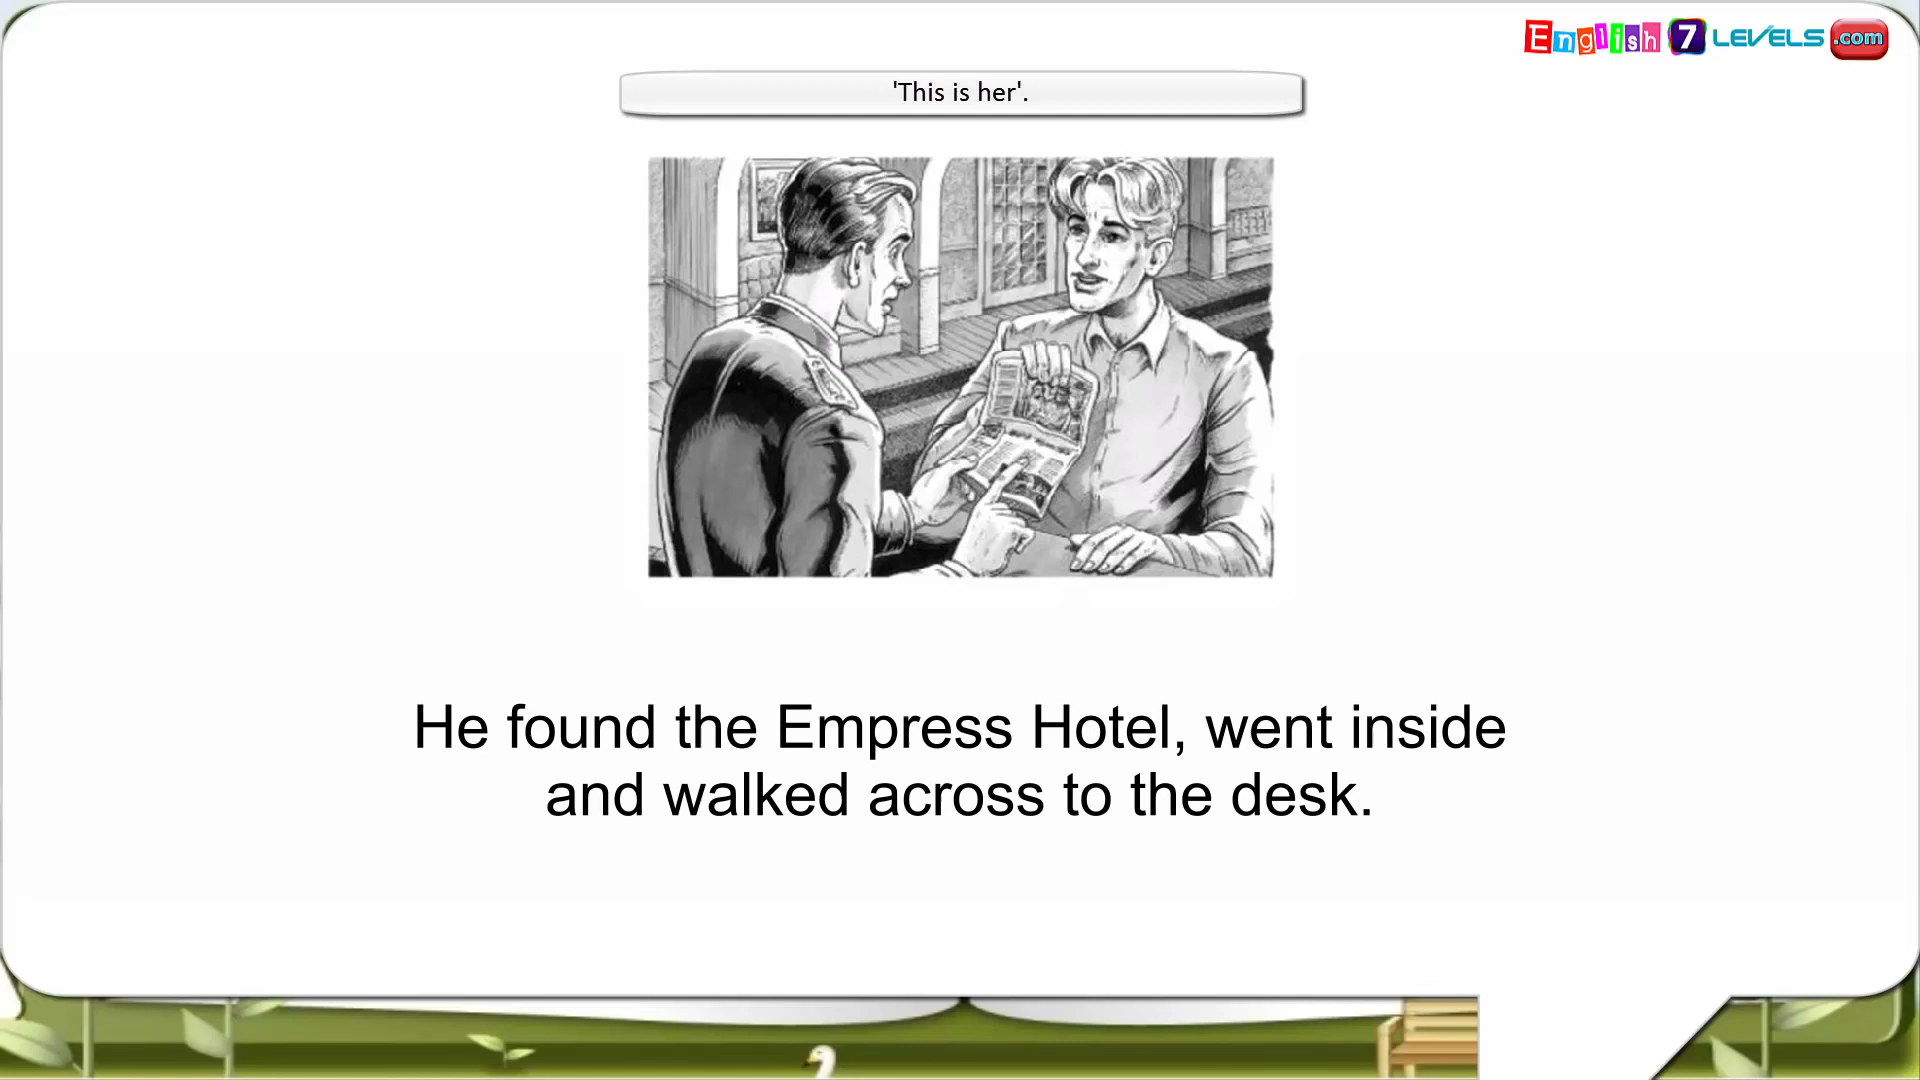 English 7 LEVELS .com
'This is her'.
He found the Empress Hotel, went inside
and walked across to the desk.